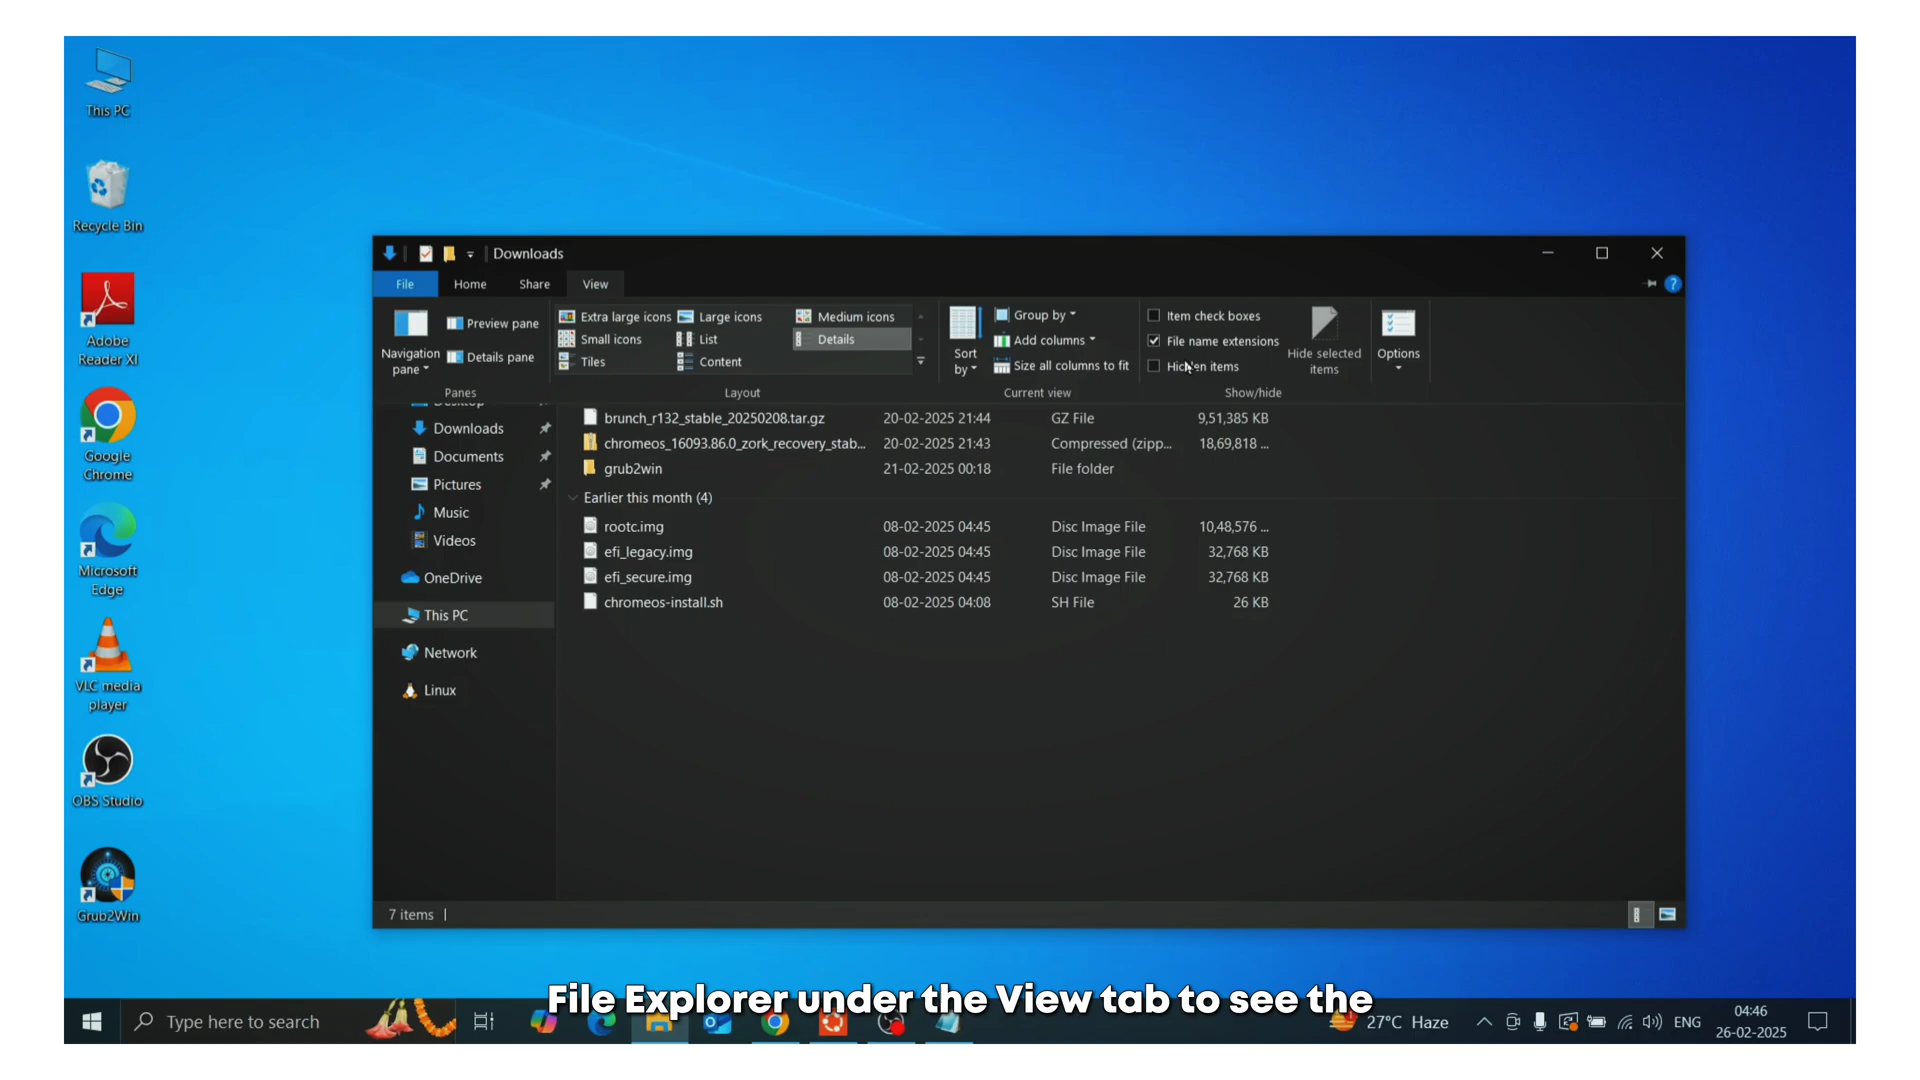 This PC
Recycle Bin
Adobe
Reader XI
Google
Chrome
Microsoft
Edge
VLC media
player
OBS Studio
Grub2Win
Downloads
File
Home
Share
View
Navigation
pane
Preview pane
Details pane
Panes
Extra large icons
Large icons
Medium icons
Small icons
List
Details
Tiles
Content
Layout
Sort
by
Group by
Add columns
Size all columns to fit
Current view
Item check boxes
File name extensions
Hidden items
Hide selected
items
Show/hide
Options
Desktop
Downloads
Documents
Pictures
Music
Videos
OneDrive
This PC
Network
Linux
brunch_r132_stable_20250208.tar.gz 20-02-2025 21:44 GZ File 9,51,385 KB
chromeos_16093.86.0_zork_recovery_stab... 20-02-2025 21:43 Compressed (zipp... 18,69,818 ...
grub2win 21-02-2025 00:18 File folder
Earlier this month (4)
rootc.img 08-02-2025 04:45 Disc Image File 10,48,576 ...
efi_legacy.img 08-02-2025 04:45 Disc Image File 32,768 KB
efi_secure.img 08-02-2025 04:45 Disc Image File 32,768 KB
chromeos-install.sh 08-02-2025 04:08 SH File 26 KB
7 items
File Explorer under the View tab to see the
Type here to search
27°C Haze
ENG
04:46
26-02-2025